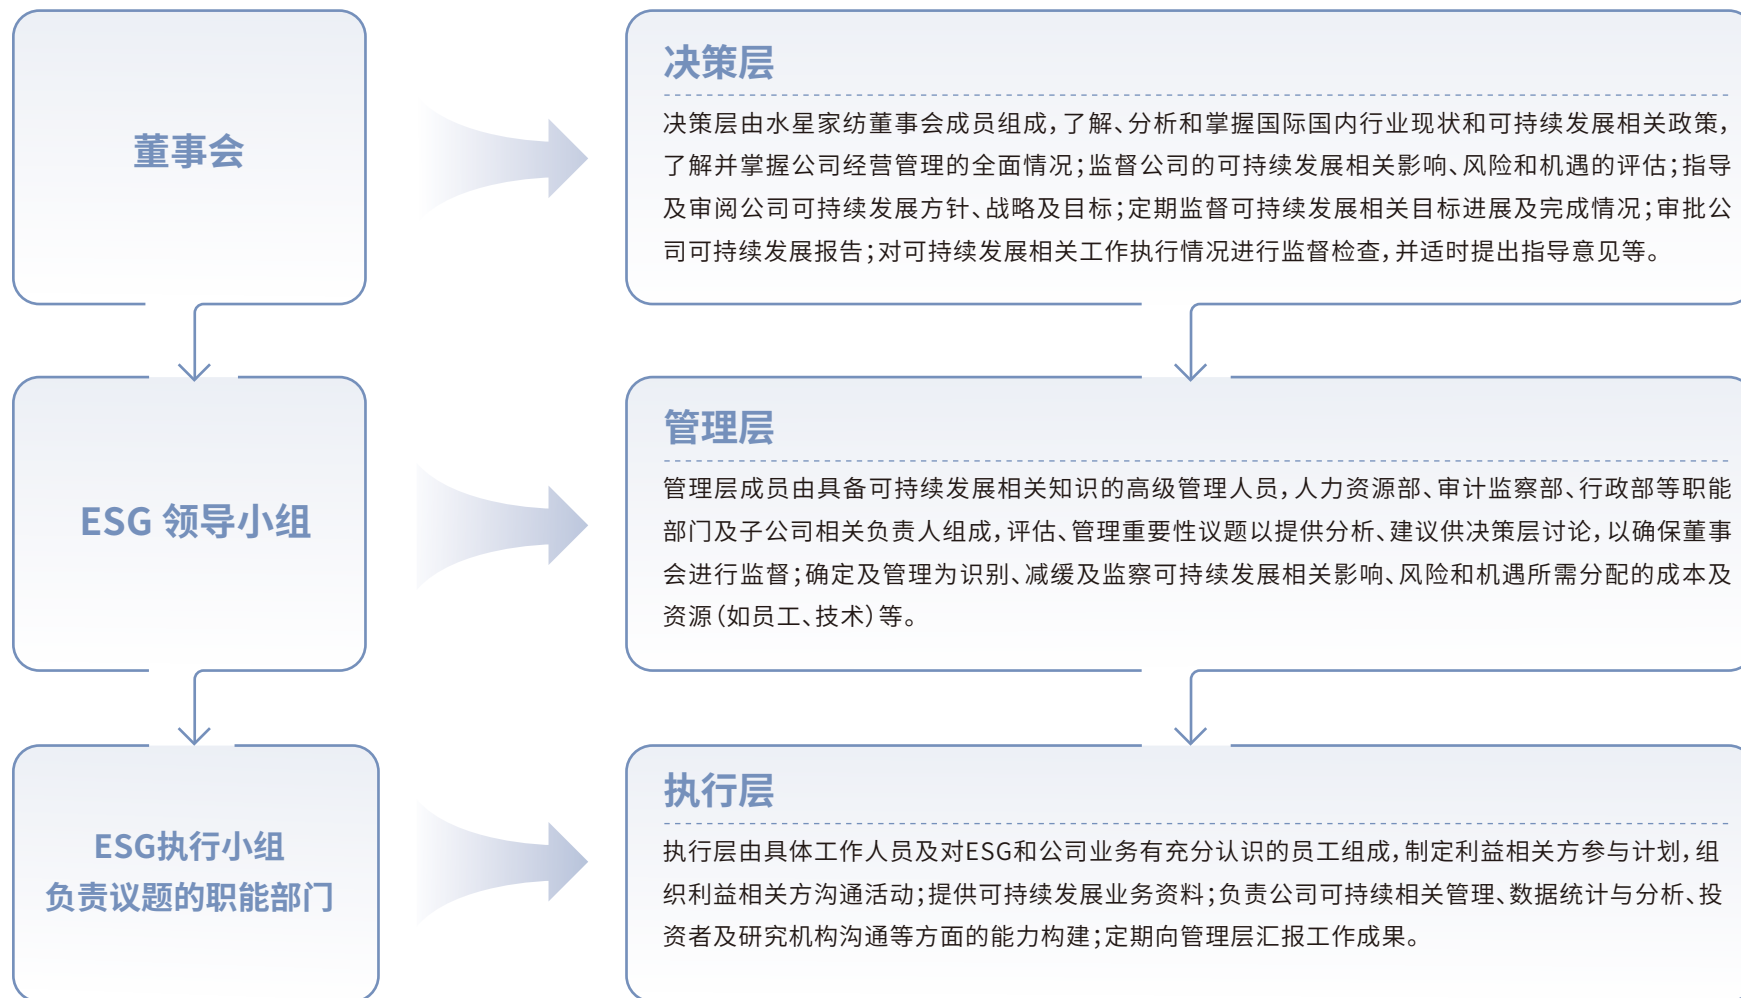 董事会
决策层
决策层由水星家纺董事会成员组成，了解、分析和掌握国际国内行业现状和可持续发展相关政策，
了解并掌握公司经营管理的全面情况；监督公司的可持续发展相关影响、风险和机遇的评估；指导
及审阅公司可持续发展方针、战略及目标；定期监督可持续发展相关目标进展及完成情况；审批公
司可持续发展报告；对可持续发展相关工作执行情况进行监督检查，并适时提出指导意见等。
ESG 领导小组
管理层
管理层成员由具备可持续发展相关知识的高级管理人员，人力资源部、审计监察部、行政部等职能
部门及子公司相关负责人组成，评估、管理重要性议题以提供分析、建议供决策层讨论，以确保董事
会进行监督；确定及管理为识别、减缓及监察可持续发展相关影响、风险和机遇所需分配的成本及
资源（如员工、技术）等。
ESG执行小组
负责议题的职能部门
执行层
执行层由具体工作人员及对ESG和公司业务有充分认识的员工组成，制定利益相关方参与计划，组
织利益相关方沟通活动；提供可持续发展业务资料；负责公司可持续相关管理、数据统计与分析、投
资者及研究机构沟通等方面的能力构建；定期向管理层汇报工作成果。